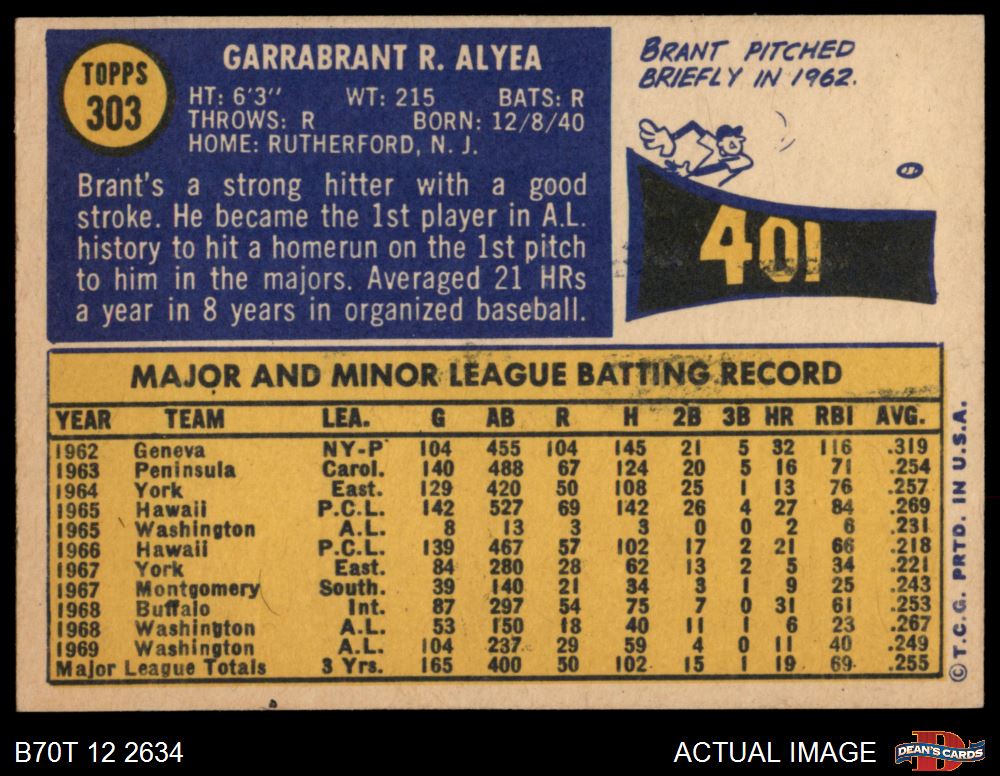 TOPPS
303
GARRABRANT R. ALYEA
HT: 6'3" WT: 215 BATS: R
THROWS: R BORN: 12/8/40
HOME: RUTHERFORD, N. J.
Brant's a strong hitter with a good
stroke. He became the 1st player in A.L.
history to hit a homerun on the 1st pitch
to him in the majors. Averaged 21 HRs
a year in 8 years in organized baseball.
BRANT PITCHED
BRIEFLY IN 1962.
401
MAJOR AND MINOR LEAGUE BATTING RECORD
YEAR TEAM LEA. G AB R H 2B 3B HR RBI AVG.
1962 Geneva NY-P 104 455 104 145 21 5 32 116 .319
1963 Peninsula Carol. 140 488 67 124 20 5 16 71 .254
1964 York East. 129 420 50 108 25 1 13 76 .257
1965 Hawaii P.C.L. 142 527 69 142 26 4 27 84 .269
1965 Washington A.L. 8 13 3 3 0 0 2 6 .231
1966 Hawaii P.C.L. 139 467 57 102 17 2 21 66 .218
1967 York East. 84 280 28 62 13 2 5 34 .221
1967 Montgomery South. 39 140 21 34 3 1 9 25 .243
1968 Buffalo Int. 87 297 54 75 7 0 31 61 .253
1968 Washington A.L. 53 150 18 40 11 1 6 23 .267
1969 Washington A.L. 104 237 29 59 4 0 11 40 .249
Major League Totals 3 Yrs. 165 400 50 102 15 1 19 69 .255
© T.C.G. PRTD. IN U.S.A.
B70T 12 2634
ACTUAL IMAGE
D
DEAN'S CARDS